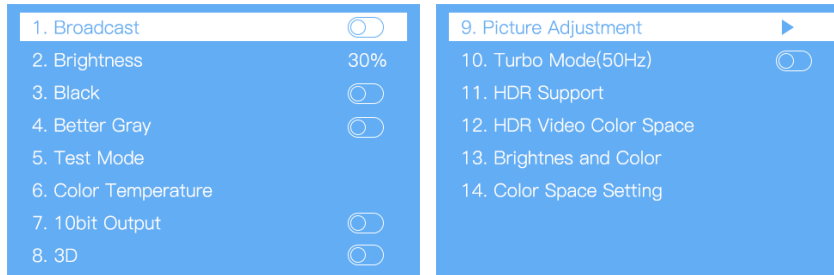 1. Broadcast
2. Brightness 30%
3. Black
4. Better Gray
5. Test Mode
6. Color Temperature
7. 10bit Output
8. 3D
9. Picture Adjustment
10. Turbo Mode(50Hz)
11. HDR Support
12. HDR Video Color Space
13. Brightnes and Color
14. Color Space Setting